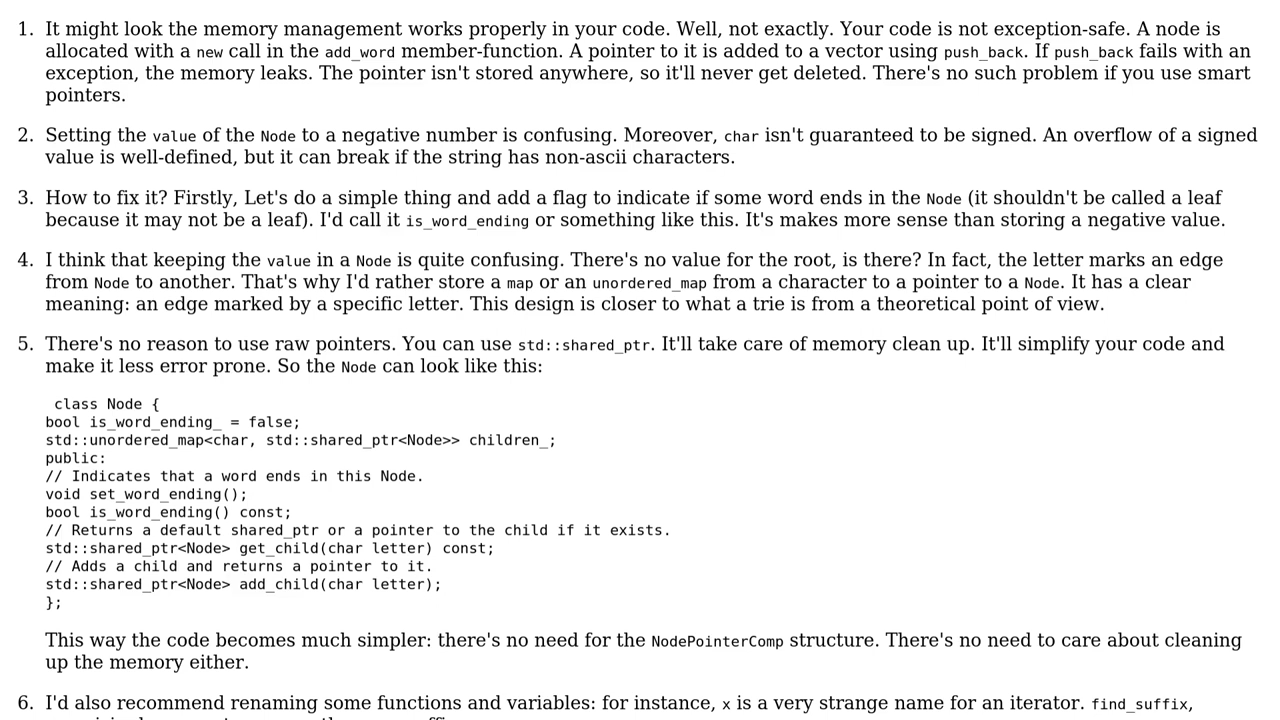 1. It might look the memory management works properly in your code. Well, not exactly. Your code is not exception-safe. A node is
allocated with a new call in the add_word member-function. A pointer to it is added to a vector using push_back. If push_back fails with an
exception, the memory leaks. The pointer isn't stored anywhere, so it'll never get deleted. There's no such problem if you use smart
pointers.
2. Setting the value of the Node to a negative number is confusing. Moreover, char isn't guaranteed to be signed. An overflow of a signed
value is well-defined, but it can break if the string has non-ascii characters.
3. How to fix it? Firstly, Let's do a simple thing and add a flag to indicate if some word ends in the Node (it shouldn't be called a leaf
because it may not be a leaf). I'd call it is_word_ending or something like this. It's makes more sense than storing a negative value.
4. I think that keeping the value in a Node is quite confusing. There's no value for the root, is there? In fact, the letter marks an edge
from Node to another. That's why I'd rather store a map or an unordered_map from a character to a pointer to a Node. It has a clear
meaning: an edge marked by a specific letter. This design is closer to what a trie is from a theoretical point of view.
5. There's no reason to use raw pointers. You can use std::shared_ptr. It'll take care of memory clean up. It'll simplify your code and
make it less error prone. So the Node can look like this:
class Node {
bool is_word_ending_ = false;
std::unordered_map<char, std::shared_ptr<Node>> children_;
public:
// Indicates that a word ends in this Node.
void set_word_ending();
bool is_word_ending() const;
// Returns a default shared_ptr or a pointer to the child if it exists.
std::shared_ptr<Node> get_child(char letter) const;
// Adds a child and returns a pointer to it.
std::shared_ptr<Node> add_child(char letter);
};
This way the code becomes much simpler: there's no need for the NodePointerComp structure. There's no need to care about cleaning
up the memory either.
6. I'd also recommend renaming some functions and variables: for instance, x is a very strange name for an iterator. find_suffix,